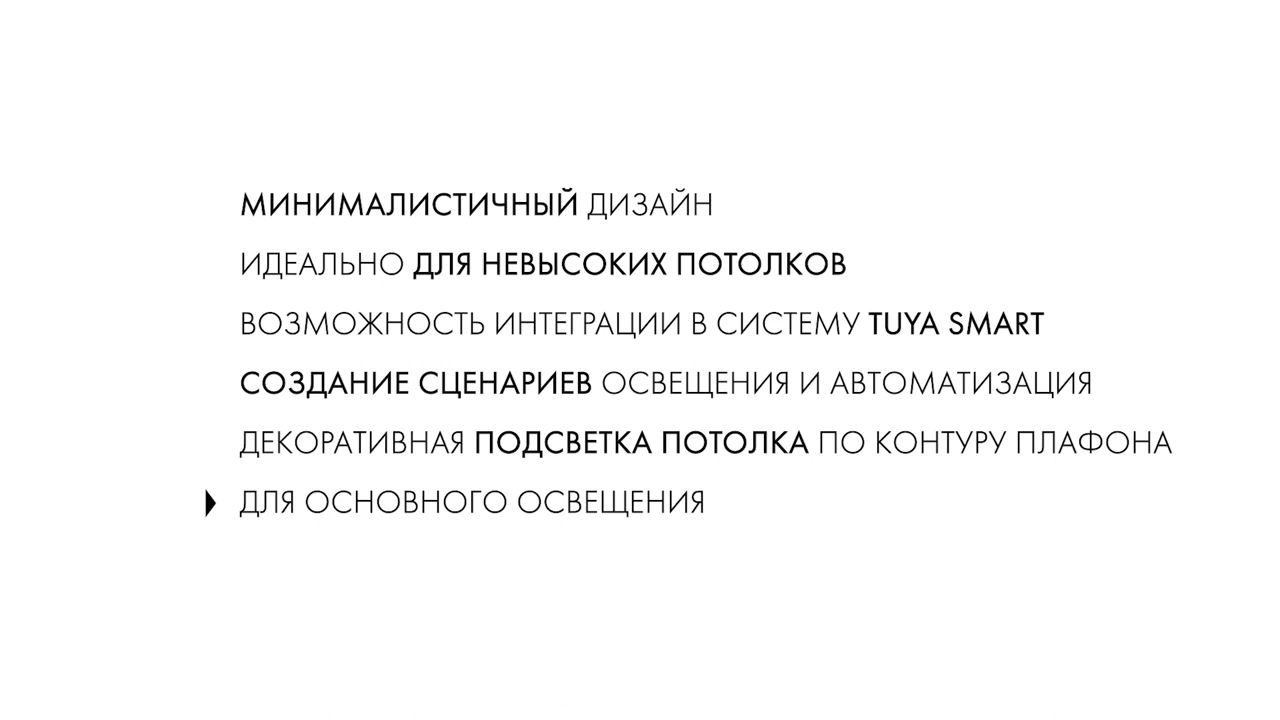 МИНИМАЛИСТИЧНЫЙ ДИЗАЙН
ИДЕАЛЬНО ДЛЯ НЕВЫСОКИХ ПОТОЛКОВ
ВОЗМОЖНОСТЬ ИНТЕГРАЦИИ В СИСТЕМУ TUYA SMART
СОЗДАНИЕ СЦЕНАРИЕВ ОСВЕЩЕНИЯ И АВТОМАТИЗАЦИЯ
ДЕКОРАТИВНАЯ ПОДСВЕТКА ПОТОЛКА ПО КОНТУРУ ПЛАФОНА
ДЛЯ ОСНОВНОГО ОСВЕЩЕНИЯ